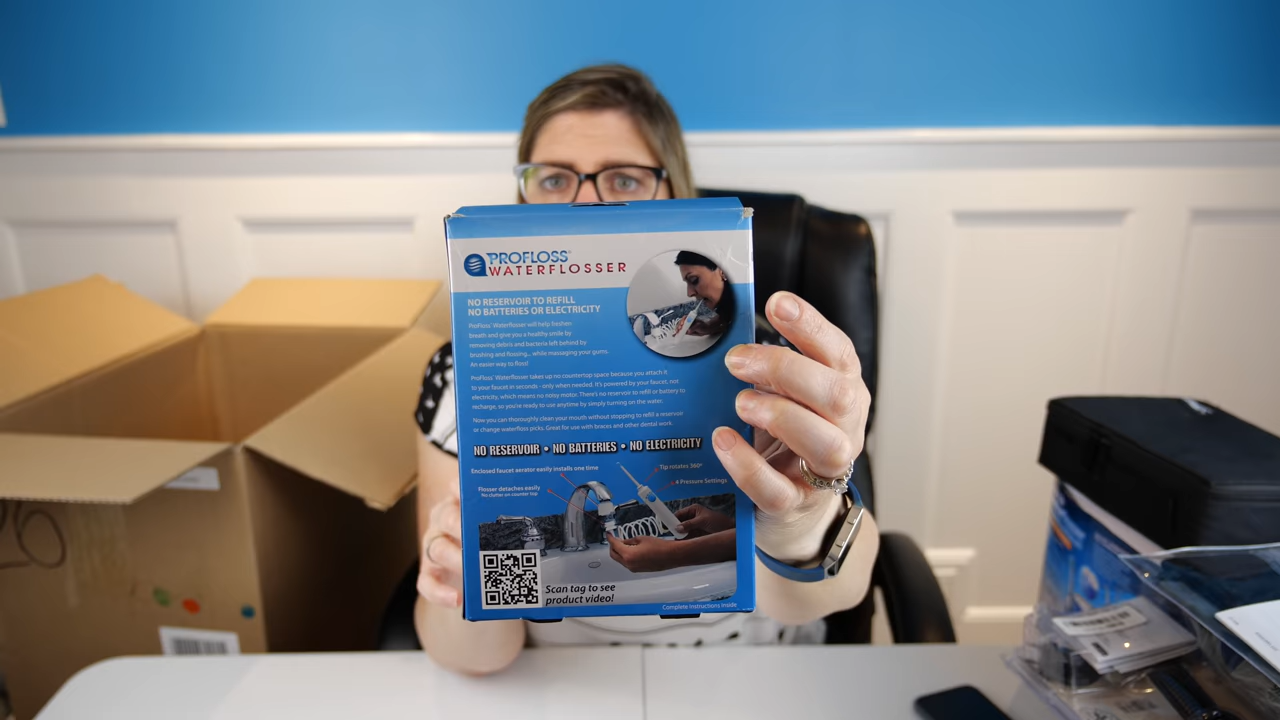 PROFLOSS™
WATERFLOSSER
NO RESERVOIR TO REFILL
NO BATTERIES OR ELECTRICITY
ProFloss™ Waterflosser will help freshen
breath and give you a healthy smile by
removing debris and bacteria left behind by
brushing and flossing... while massaging your gums.
An easier way to floss!
ProFloss™ Waterflosser takes up no countertop space because you attach it
to your faucet in seconds - only when needed. It's powered by your faucet, not
electricity, which means no noisy motor. There's no reservoir to refill or battery to
recharge, so you're ready to use anytime by simply turning on the water.
Now you can thoroughly clean your mouth without stopping to refill a reservoir
or change waterfloss picks. Great for use with braces and other dental work.
NO RESERVOIR • NO BATTERIES • NO ELECTRICITY
Enclosed faucet aerator easily installs one time
Tip rotates 360º
Flosser detaches easily
No clutter on counter top
4 Pressure Settings
Scan tag to see
product video!
Complete Instructions Inside